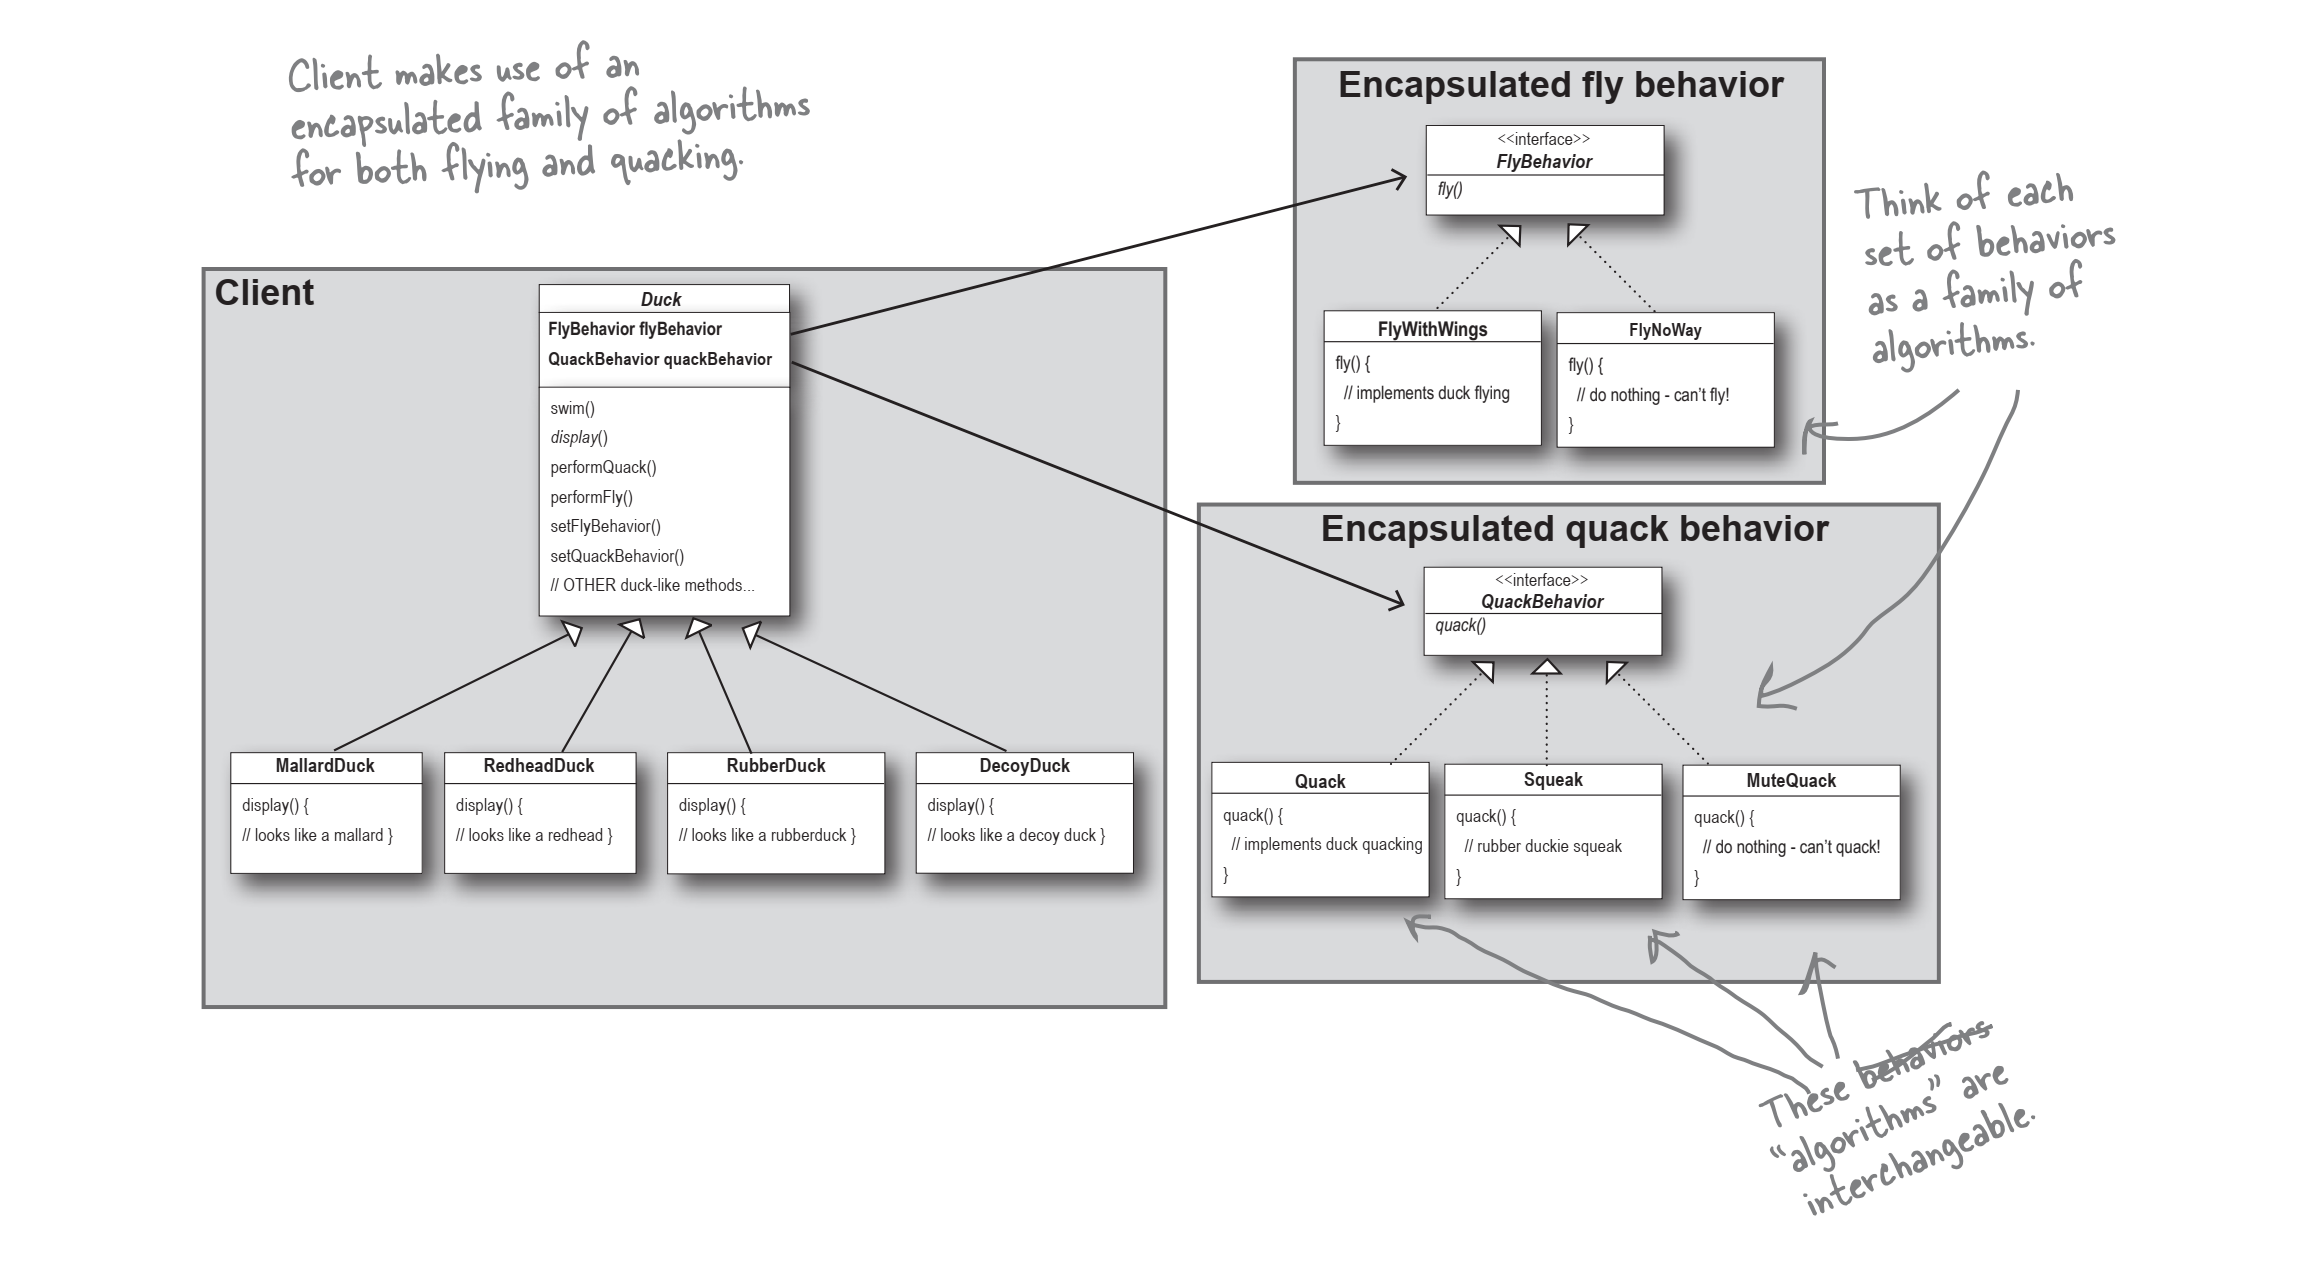 Client makes use of an
encapsulated family of algorithms
for both flying and quacking.
Encapsulated fly behavior
<<interface>>
FlyBehavior
fly()
FlyWithWings
fly() {
// implements duck flying
}
FlyNoWay
fly() {
// do nothing - can't fly!
}
Think of each
set of behaviors
as a family of
algorithms.
Client
Duck
FlyBehavior flyBehavior
QuackBehavior quackBehavior
swim()
display()
performQuack()
performFly()
setFlyBehavior()
setQuackBehavior()
// OTHER duck-like methods...
MallardDuck
display() {
// looks like a mallard }
RedheadDuck
display() {
// looks like a redhead }
RubberDuck
display() {
// looks like a rubberduck }
DecoyDuck
display() {
// looks like a decoy duck }
Encapsulated quack behavior
<<interface>>
QuackBehavior
quack()
Quack
quack() {
// implements duck quacking
}
Squeak
quack() {
// rubber duckie squeak
}
MuteQuack
quack() {
// do nothing - can't quack!
}
These behaviors
“algorithms” are
interchangeable.